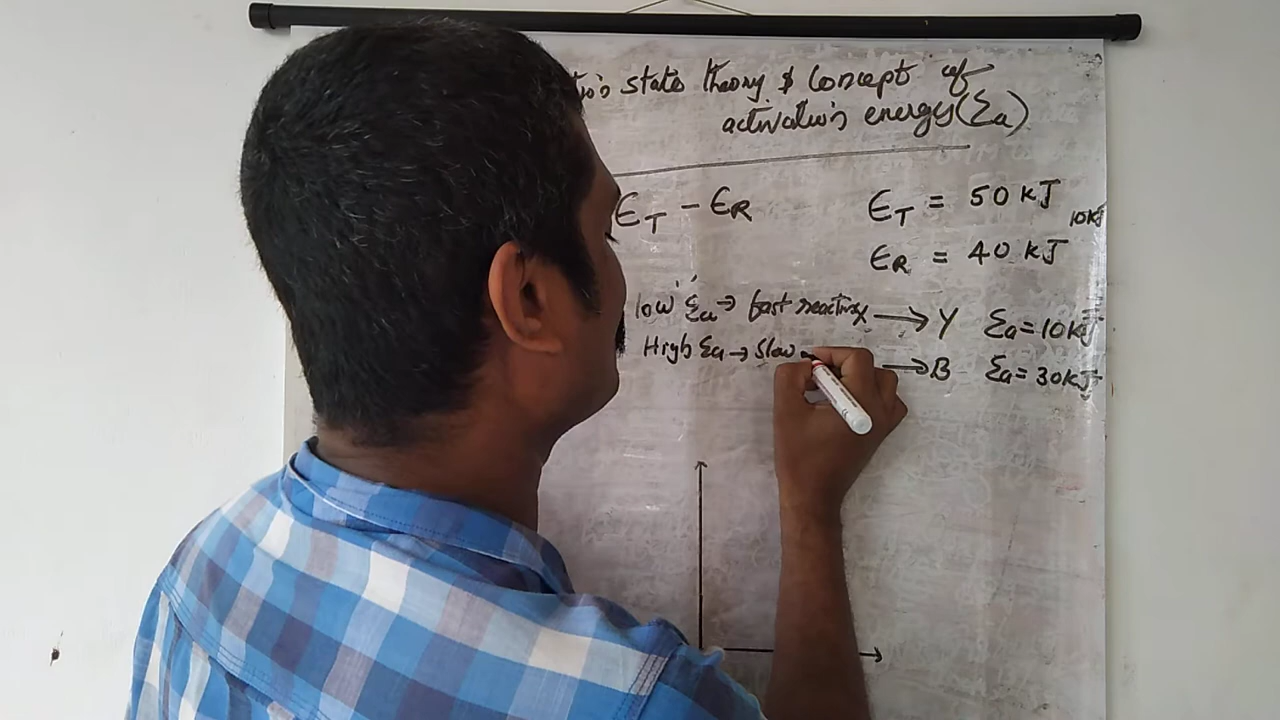 state theory & Concept of
activation energy (Ea)
ET - ER
ET = 50 KJ
10KJ
ER = 40 KJ
low Ea → fast reaction → Y Ea = 10KJ
High Ea → Slow → B Ea = 30KJ